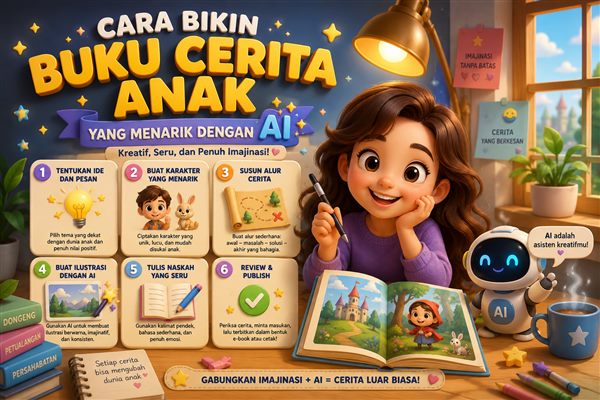 CARA BIKIN
BUKU CERITA
ANAK
YANG MENARIK DENGAN AI
Kreatif, Seru, dan Penuh Imajinasi!
1 TENTUKAN IDE
DAN PESAN
Pilih tema yang dekat
dengan dunia anak dan
penuh nilai positif.
2 BUAT KARAKTER
YANG MENARIK
Ciptakan karakter yang
unik, lucu, dan mudah
disukai anak.
3 SUSUN ALUR
CERITA
Buat alur sederhana:
awal – masalah – solusi –
akhir yang bahagia.
4 BUAT ILUSTRASI
DENGAN AI
Gunakan AI untuk membuat
ilustrasi berwarna, imajinatif,
dan konsisten.
5 TULIS NASKAH
YANG SERU
Gunakan kalimat pendek,
bahasa sederhana, dan
penuh emosi.
6 REVIEW &
PUBLISH
Periksa cerita, minta masukan,
lalu terbitkan dalam bentuk
e-book atau cetak!
IMAJINASI
TANPA BATAS
CERITA
YANG BERKESAN
AI adalah
asisten kreatifmu!
AI
DONGENG
PETUALANGAN
PERSAHABATAN
Setiap cerita
bisa mengubah
dunia anak
GABUNGKAN IMAJINASI + AI = CERITA LUAR BIASA!